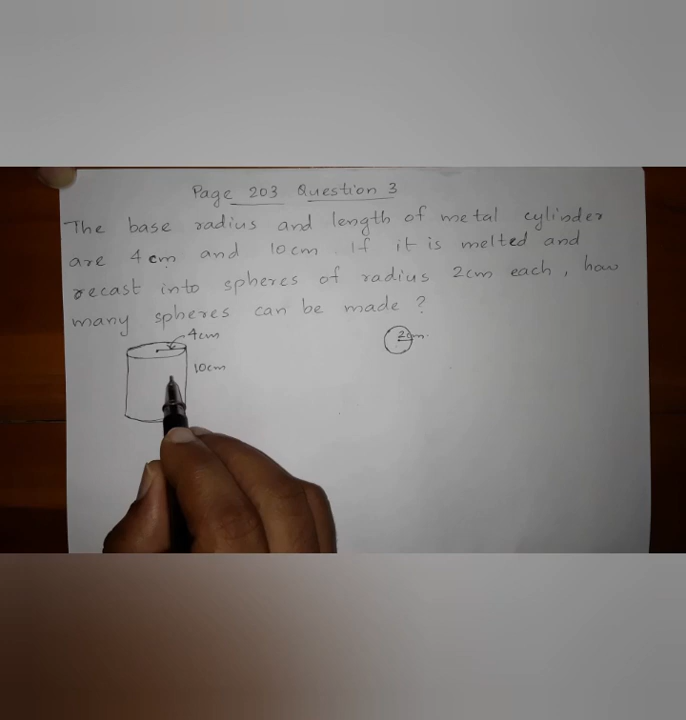 Page 203 Question 3
The base radius and length of metal cylinder
are 4 cm and 10 cm. If it is melted and
recast into spheres of radius 2cm each, how
many spheres can be made ?
4cm
2cm
10cm